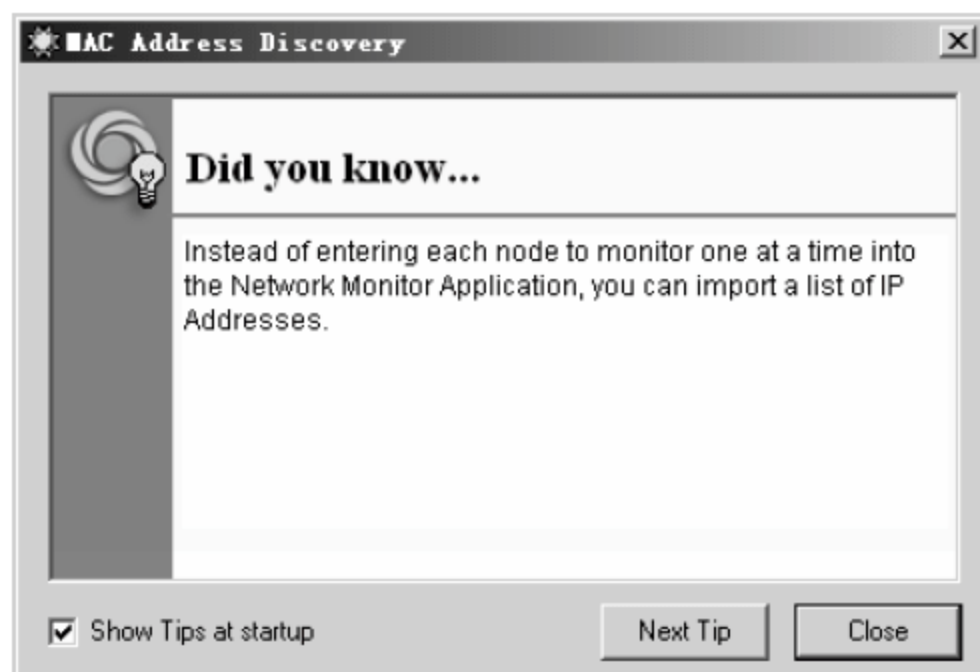 MAC Address Discovery
Did you know...
Instead of entering each node to monitor one at a time into
the Network Monitor Application, you can import a list of IP
Addresses.
Show Tips at startup
Next Tip
Close